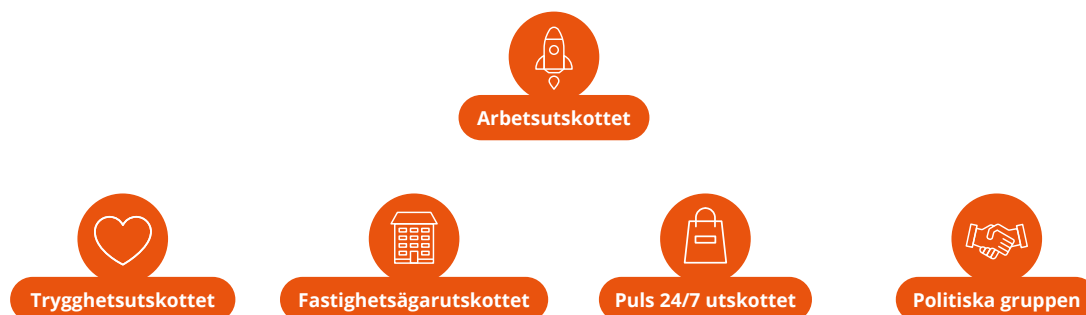 Arbetsutskottet
Trygghetsutskottet
Fastighetsägarutskottet
Puls 24/7 utskottet
Politiska gruppen